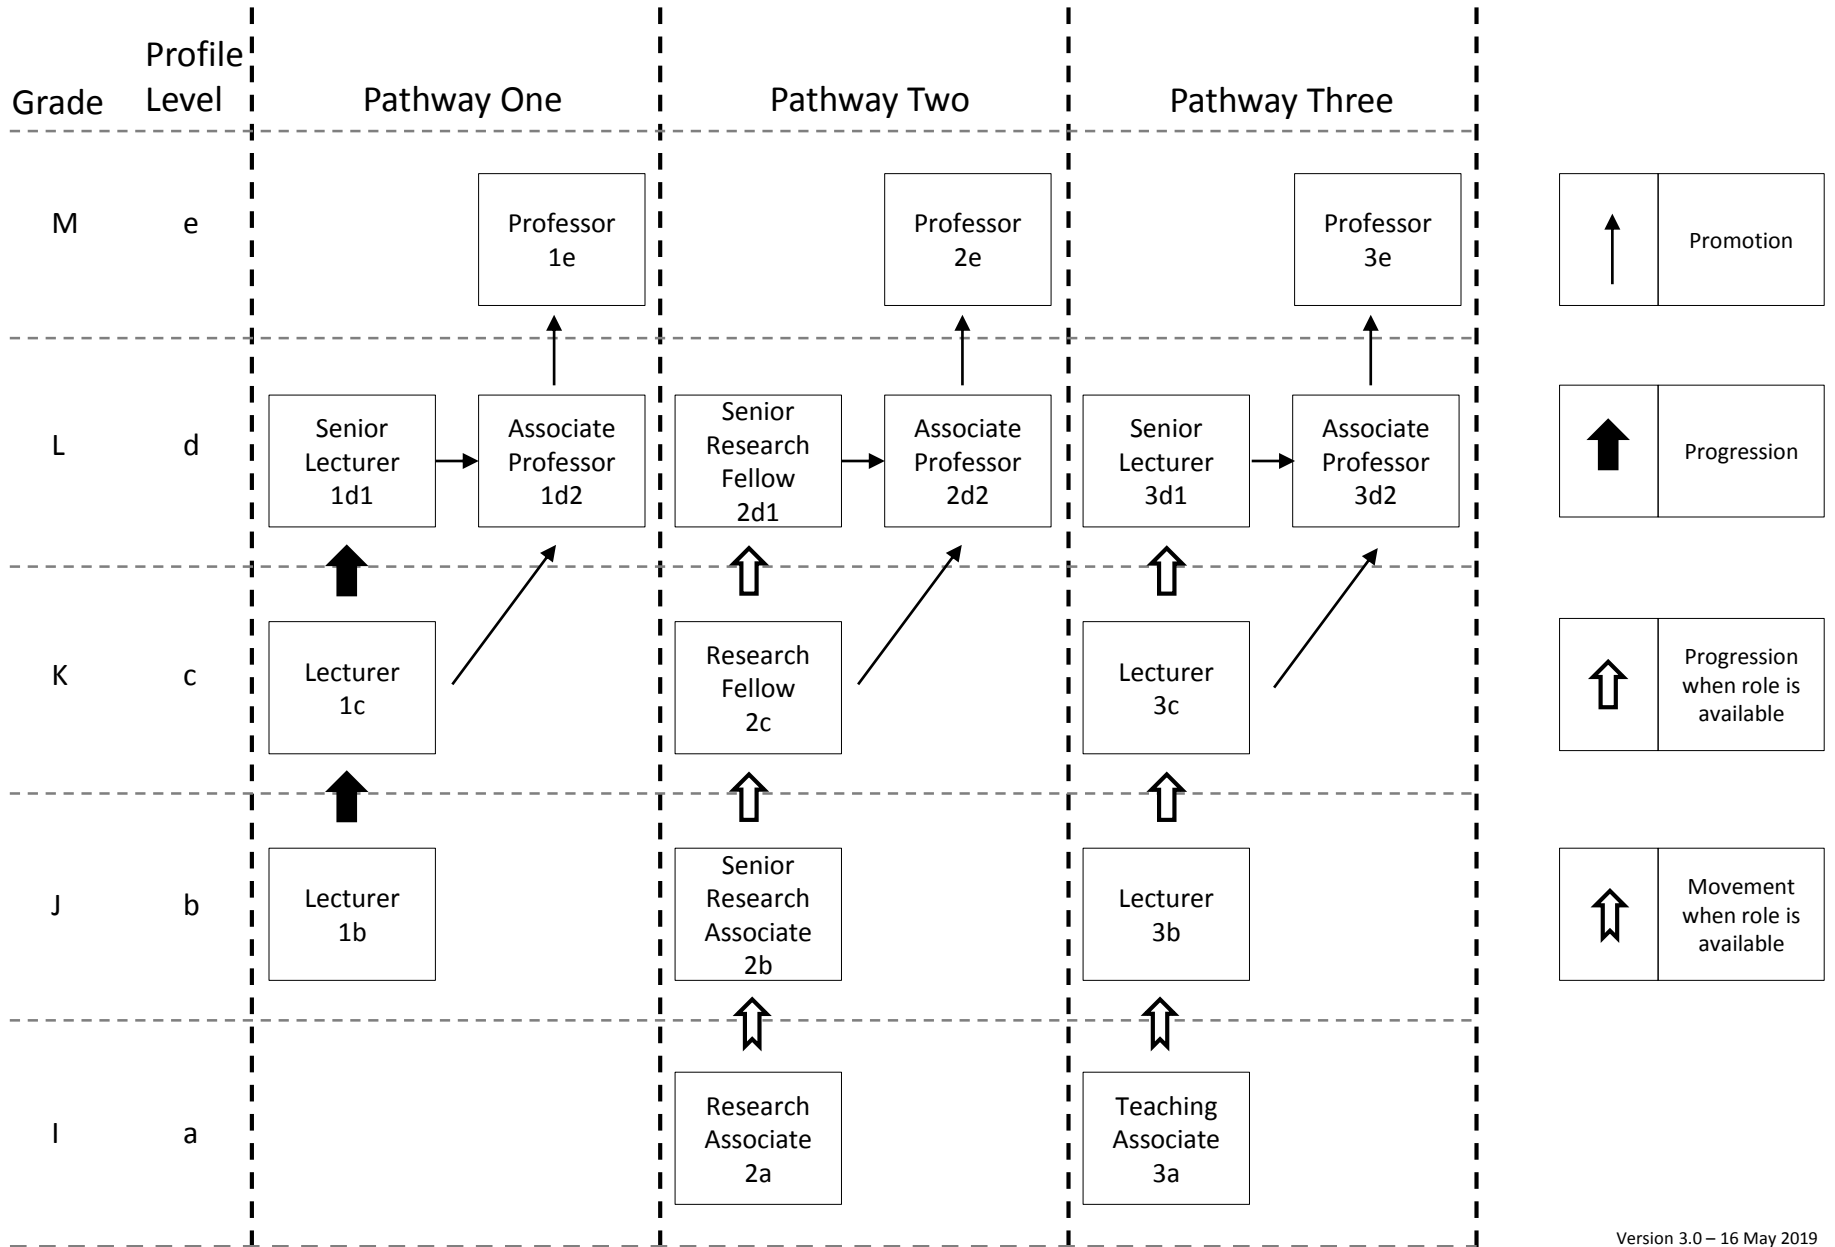 Profile
Grade
Level
Pathway One
Pathway Two
Pathway Three
M
e
Professor
1e
Professor
2e
Professor
3e
Promotion
L
d
Senior
Lecturer
1d1
Associate
Professor
1d2
Senior
Research
Fellow
2d1
Associate
Professor
2d2
Senior
Lecturer
3d1
Associate
Professor
3d2
Progression
K
c
Lecturer
1c
Research
Fellow
2c
Lecturer
3c
Progression
when role is
available
J
b
Lecturer
1b
Senior
Research
Associate
2b
Lecturer
3b
Movement
when role is
available
I
a
Research
Associate
2a
Teaching
Associate
3a
Version 3.0 – 16 May 2019